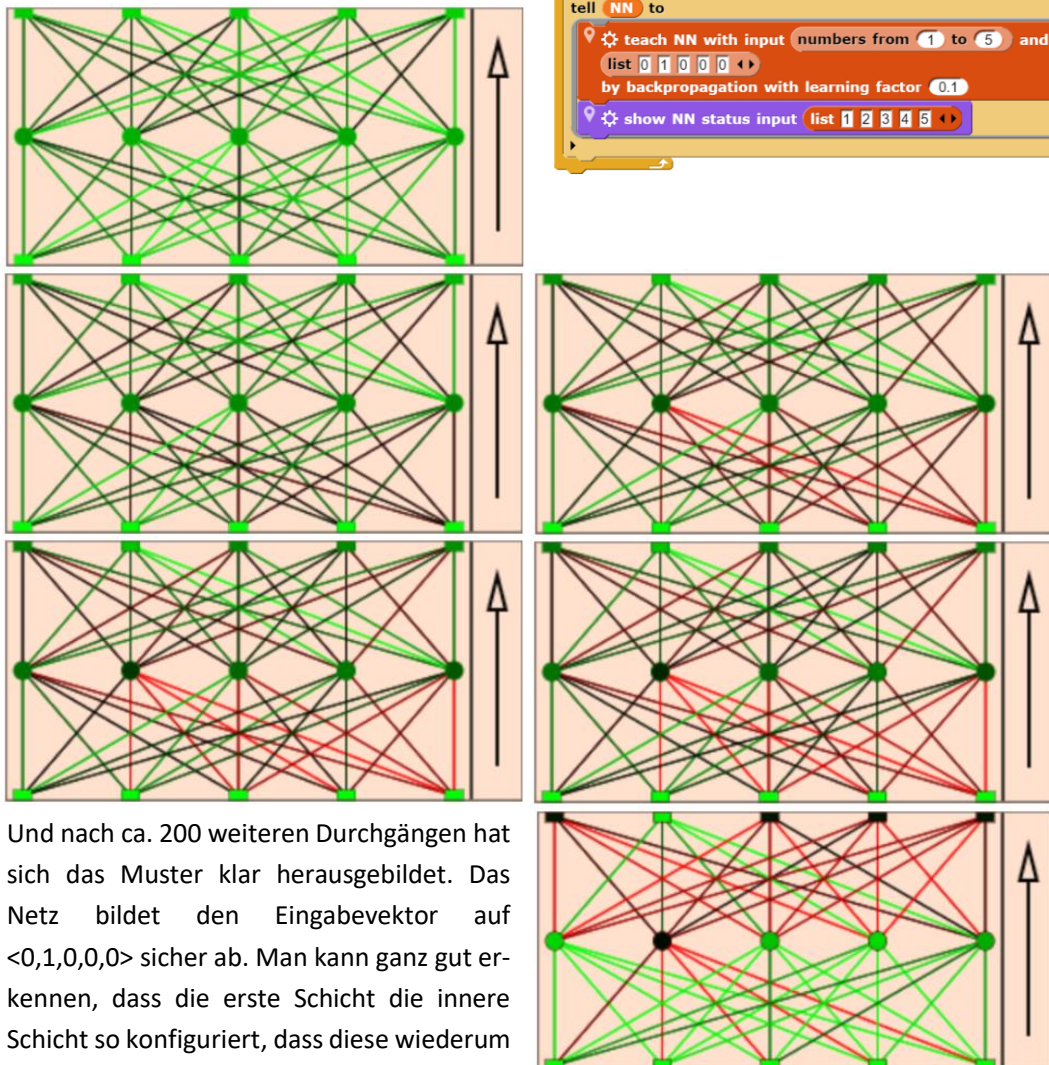 tell NN to
teach NN with input numbers from 1 to 5 and
list 0 1 0 0 0
by backpropagation with learning factor 0.1
show NN status input list 1 2 3 4 5
Und nach ca. 200 weiteren Durchgängen hat
sich das Muster klar herausgebildet. Das
Netz bildet den Eingabevektor auf
<0,1,0,0,0> sicher ab. Man kann ganz gut er-
kennen, dass die erste Schicht die innere
Schicht so konfiguriert, dass diese wiederum